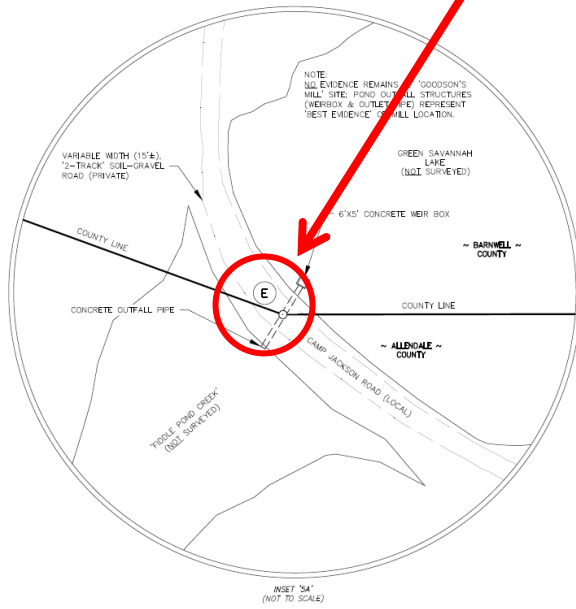 NOTE:
NO EVIDENCE REMAINS 'GOODSON'S
MILL' SITE; POND OUTFALL STRUCTURES
(WEIRBOX & OUTLET PIPE) REPRESENT
'BEST EVIDENCE' OF MILL LOCATION.
GREEN SAVANNAH
LAKE
(NOT SURVEYED)
VARIABLE WIDTH (15'±),
'2-TRACK' SOIL-GRAVEL
ROAD (PRIVATE)
6'X5' CONCRETE WEIR BOX
COUNTY LINE
~ BARNWELL ~
COUNTY
E
CONCRETE OUTFALL PIPE
COUNTY LINE
~ ALLENDALE ~
COUNTY
CAMP JACKSON ROAD (LOCAL)
'FIDDLE POND CREEK'
(NOT SURVEYED)
INSET '5A'
(NOT TO SCALE)